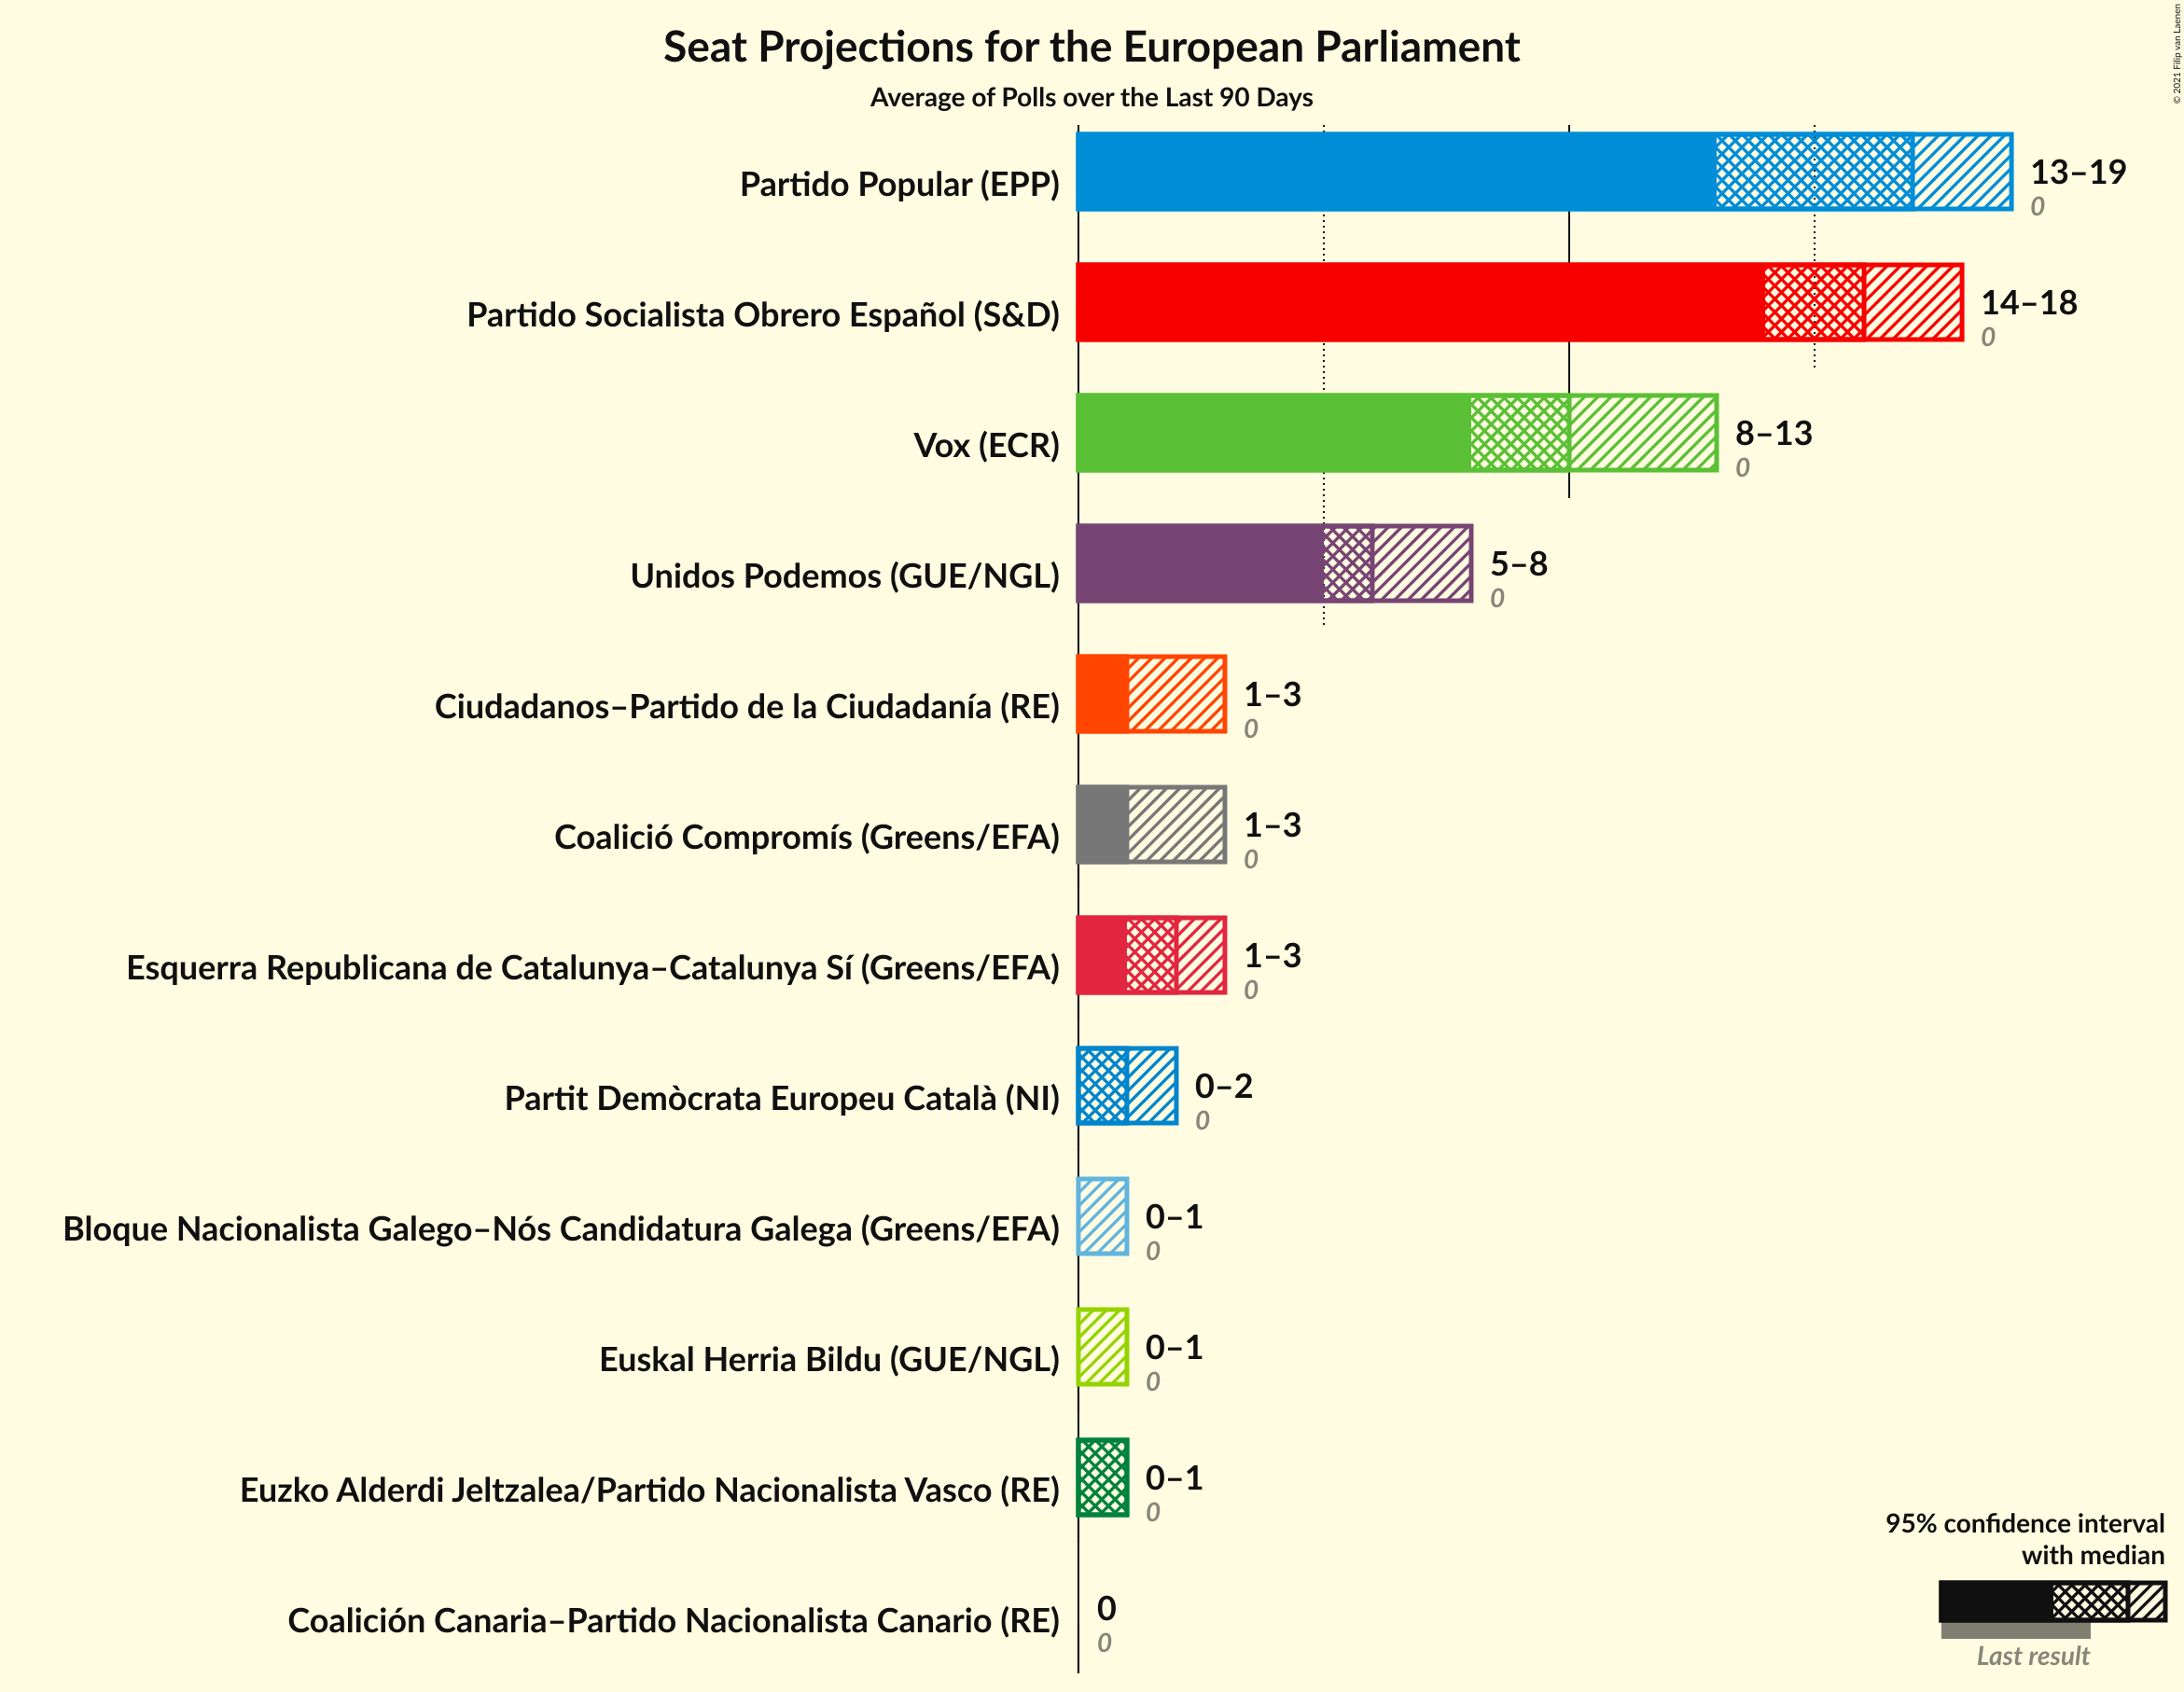 Seat Projections for the European Parliament
Average of Polls over the Last 90 Days
© 2021 Filip van Laenen
Partido Popular (EPP)
13–19
0
Partido Socialista Obrero Español (S&D)
14–18
0
Vox (ECR)
8–13
0
Unidos Podemos (GUE/NGL)
5–8
0
Ciudadanos–Partido de la Ciudadanía (RE)
1–3
0
Coalició Compromís (Greens/EFA)
1–3
0
Esquerra Republicana de Catalunya–Catalunya Sí (Greens/EFA)
1–3
0
Partit Demòcrata Europeu Català (NI)
0–2
0
Bloque Nacionalista Galego–Nós Candidatura Galega (Greens/EFA)
0–1
0
Euskal Herria Bildu (GUE/NGL)
0–1
0
Euzko Alderdi Jeltzalea/Partido Nacionalista Vasco (RE)
0–1
0
Coalición Canaria–Partido Nacionalista Canario (RE)
0
0
95% confidence interval
with median
Last result